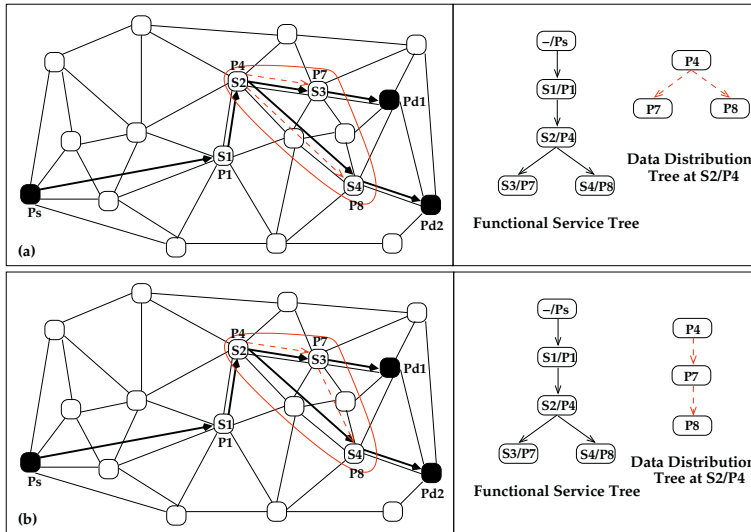 P4
S2
P7
S3
Pd1
S1
P1
S4
P8
Ps
Pd2
(a)
−/Ps
S1/P1
S2/P4
S3/P7
S4/P8
Functional Service Tree
P4
P7
P8
Data Distribution
Tree at S2/P4
P4
S2
P7
S3
Pd1
S1
P1
S4
P8
Ps
Pd2
(b)
−/Ps
S1/P1
S2/P4
S3/P7
S4/P8
Functional Service Tree
P4
P7
P8
Data Distribution
Tree at S2/P4